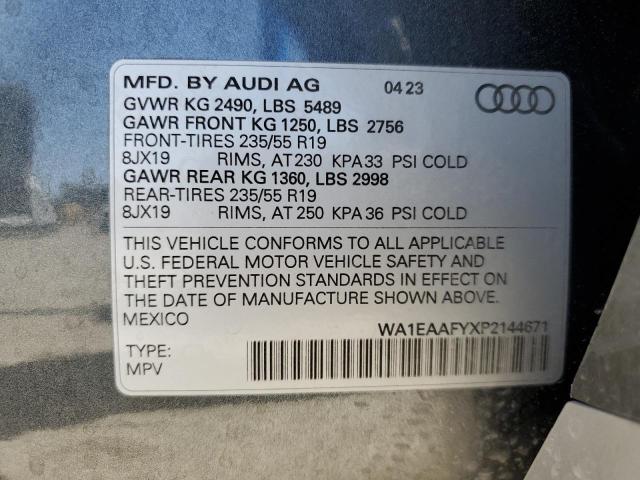 MFD. BY AUDI AG 04 23
GVWR KG 2490, LBS 5489
GAWR FRONT KG 1250, LBS 2756
FRONT-TIRES 235/55 R19
8JX19 RIMS, AT 230 KPA 33 PSI COLD
GAWR REAR KG 1360, LBS 2998
REAR-TIRES 235/55 R19
8JX19 RIMS, AT 250 KPA 36 PSI COLD
THIS VEHICLE CONFORMS TO ALL APPLICABLE
U.S. FEDERAL MOTOR VEHICLE SAFETY AND
THEFT PREVENTION STANDARDS IN EFFECT ON
THE DATE OF MANUFACTURE SHOWN ABOVE.
MEXICO
WA1EAAFYXP2144671
TYPE:
MPV